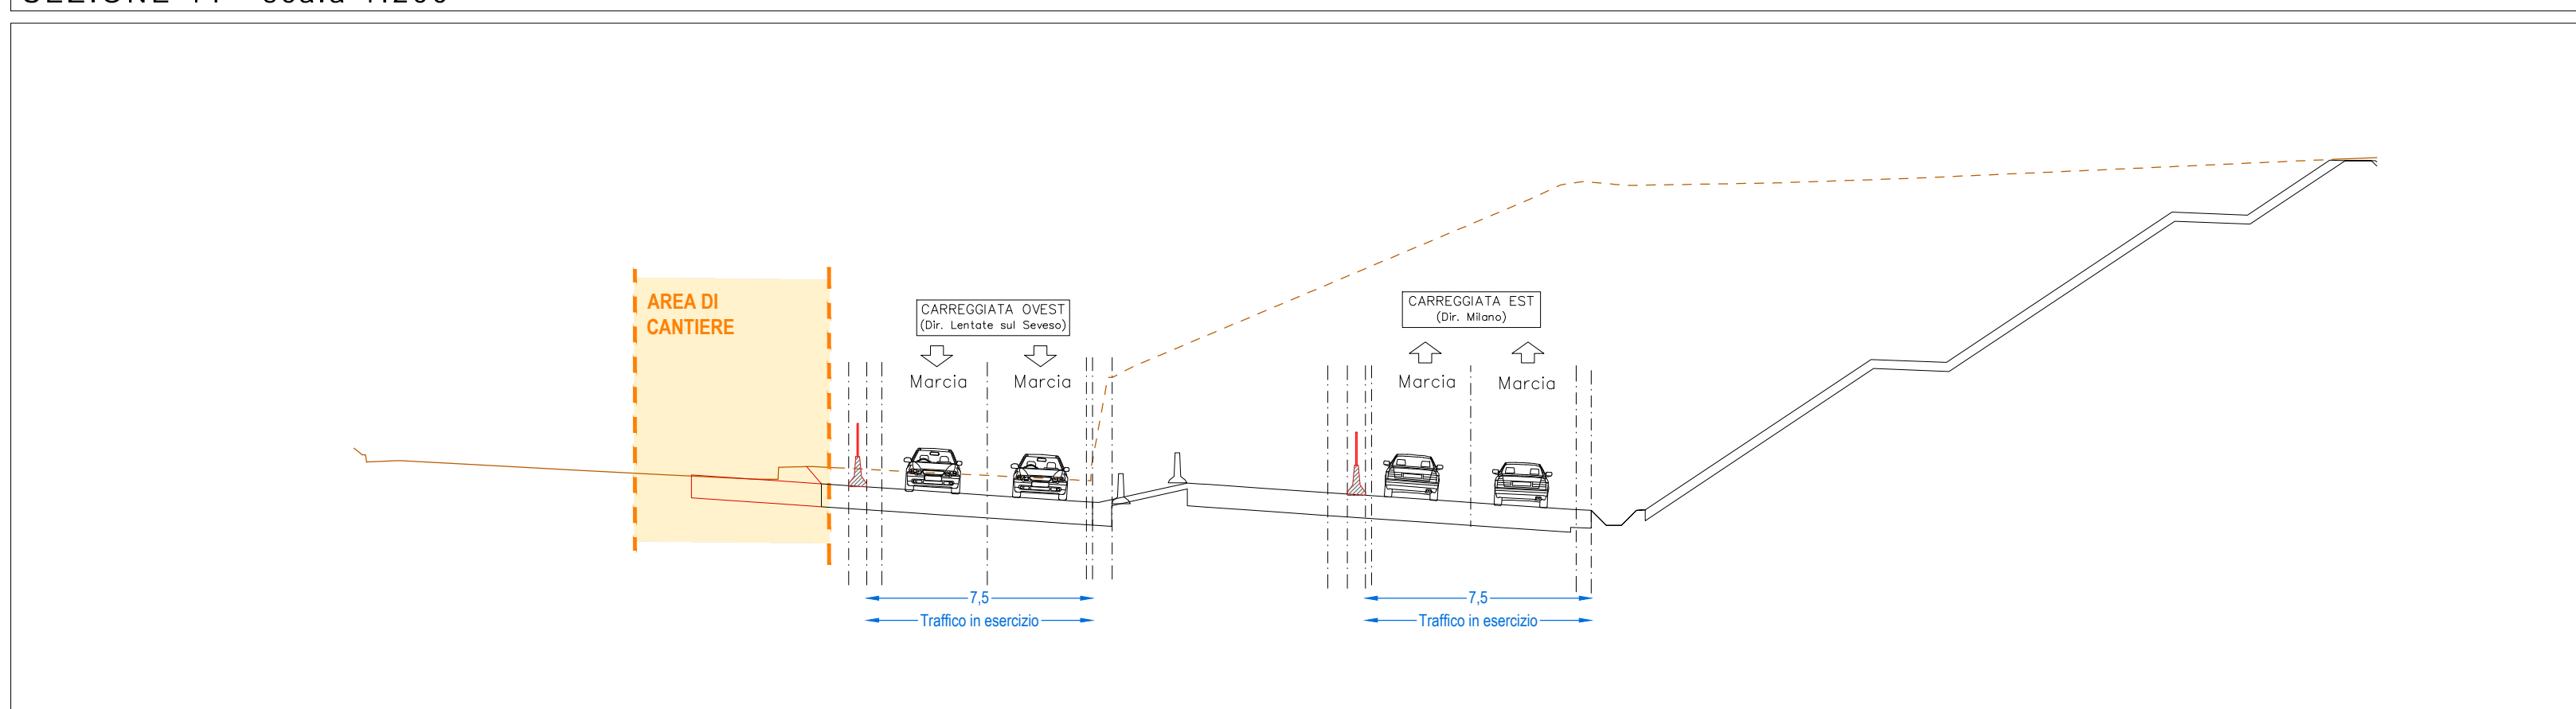 AREA DI
CANTIERE
CARREGGIATA OVEST
(Dir. Lentate sul Seveso)
CARREGGIATA EST
(Dir. Milano)
Marcia
Marcia
Marcia
Marcia
7,5
7,5
Traffico in esercizio
Traffico in esercizio